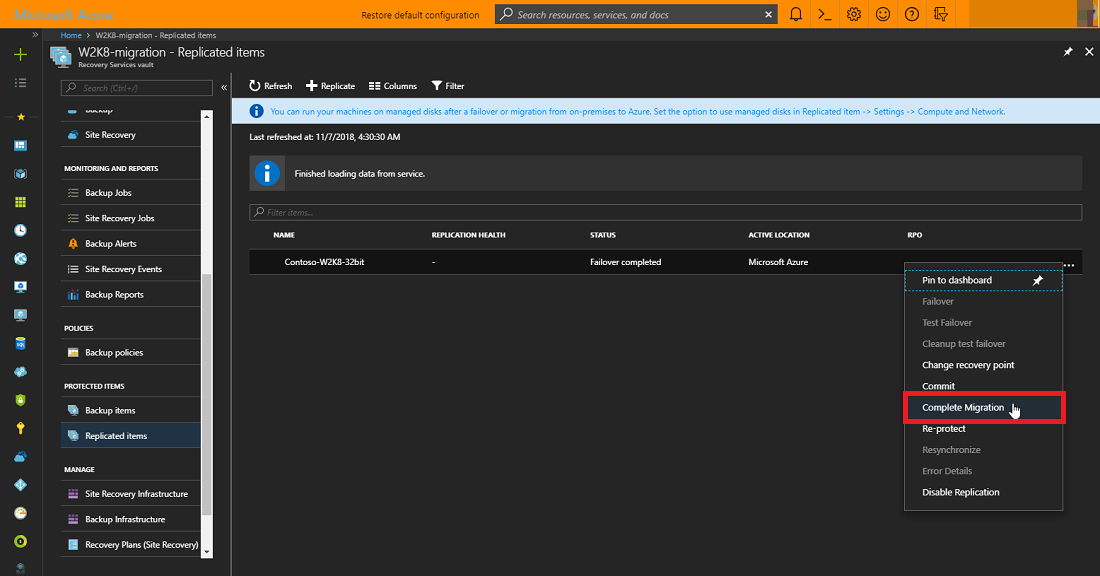 Microsoft Azure
Restore default configuration
Search resources, services, and docs
Home > W2K8-migration - Replicated items
W2K8-migration - Replicated items
Recovery Services vault
Search (Ctrl+/)
Backup
Site Recovery
MONITORING AND REPORTS
Backup Jobs
Site Recovery Jobs
Backup Alerts
Site Recovery Events
Backup Reports
POLICIES
Backup policies
PROTECTED ITEMS
Backup items
Replicated items
MANAGE
Site Recovery Infrastructure
Backup Infrastructure
Recovery Plans (Site Recovery)
Refresh Replicate Columns Filter
You can run your machines on managed disks after a failover or migration from on-premises to Azure. Set the option to use managed disks in Replicated item -> Settings -> Compute and Network.
Last refreshed at: 11/7/2018, 4:30:30 AM
Finished loading data from service.
Filter items...
NAME REPLICATION HEALTH STATUS ACTIVE LOCATION RPO
Contoso-W2K8-32bit - Failover completed Microsoft Azure
Pin to dashboard
Failover
Test Failover
Cleanup test failover
Change recovery point
Commit
Complete Migration
Re-protect
Resynchronize
Error Details
Disable Replication